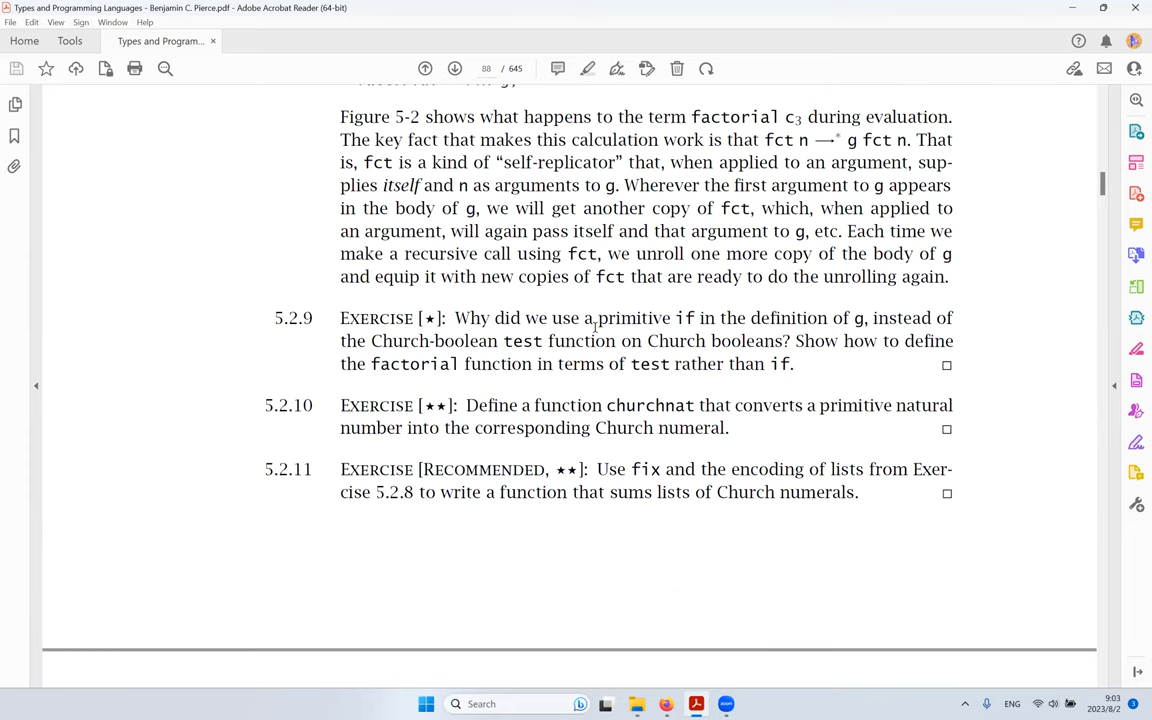 Types and Programming Languages - Benjamin C. Pierce.pdf - Adobe Acrobat Reader (64-bit)
File Edit View Sign Window Help
Home Tools Types and Program... ×
88 / 645
Figure 5-2 shows what happens to the term factorial c₃ during evaluation.
The key fact that makes this calculation work is that fct n ⟶* g fct n. That
is, fct is a kind of “self-replicator” that, when applied to an argument, sup-
plies itself and n as arguments to g. Wherever the first argument to g appears
in the body of g, we will get another copy of fct, which, when applied to
an argument, will again pass itself and that argument to g, etc. Each time we
make a recursive call using fct, we unroll one more copy of the body of g
and equip it with new copies of fct that are ready to do the unrolling again.
5.2.9 Exercise [★]: Why did we use a primitive if in the definition of g, instead of
the Church-boolean test function on Church booleans? Show how to define
the factorial function in terms of test rather than if. □
5.2.10 Exercise [★★]: Define a function churchnat that converts a primitive natural
number into the corresponding Church numeral. □
5.2.11 Exercise [Recommended, ★★]: Use fix and the encoding of lists from Exer-
cise 5.2.8 to write a function that sums lists of Church numerals. □
Search
zoom
ENG
9:03
2023/8/2
3